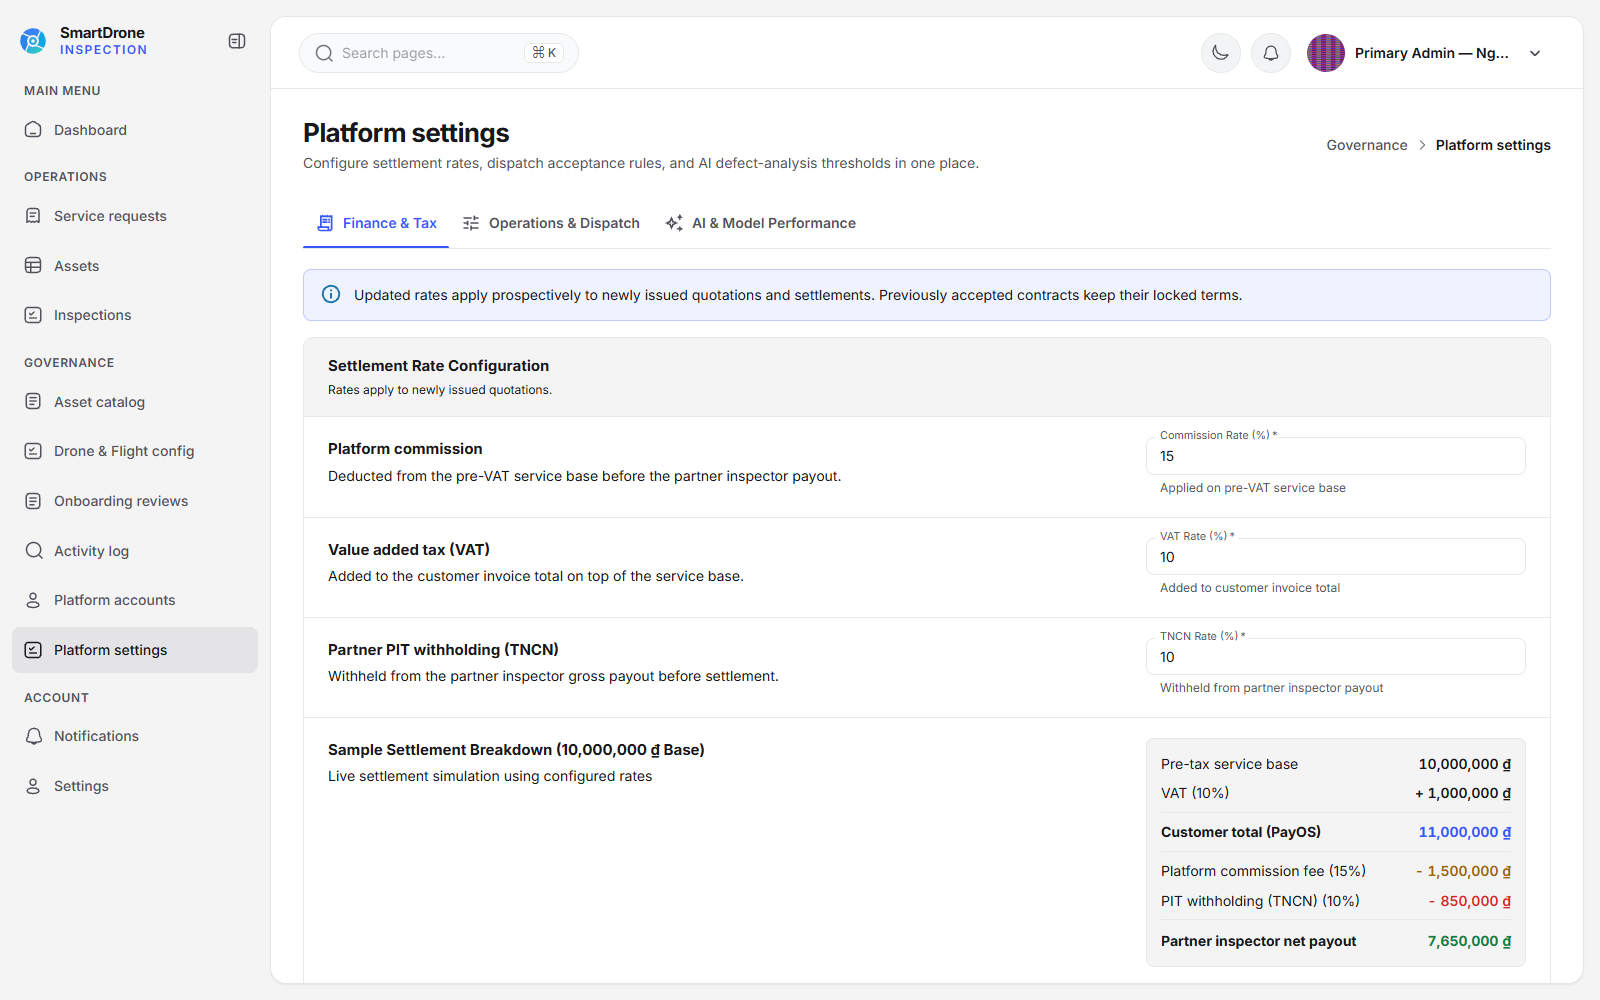 SmartDrone
INSPECTION
MAIN MENU
Dashboard
OPERATIONS
Service requests
Assets
Inspections
GOVERNANCE
Asset catalog
Drone & Flight config
Onboarding reviews
Activity log
Platform accounts
Platform settings
ACCOUNT
Notifications
Settings
Search pages...
⌘ K
Primary Admin — Ng...
Platform settings
Configure settlement rates, dispatch acceptance rules, and AI defect-analysis thresholds in one place.
Governance > Platform settings
Finance & Tax
Operations & Dispatch
AI & Model Performance
Updated rates apply prospectively to newly issued quotations and settlements. Previously accepted contracts keep their locked terms.
Settlement Rate Configuration
Rates apply to newly issued quotations.
Platform commission
Deducted from the pre-VAT service base before the partner inspector payout.
Commission Rate (%) *
15
Applied on pre-VAT service base
Value added tax (VAT)
Added to the customer invoice total on top of the service base.
VAT Rate (%) *
10
Added to customer invoice total
Partner PIT withholding (TNCN)
Withheld from the partner inspector gross payout before settlement.
TNCN Rate (%) *
10
Withheld from partner inspector payout
Sample Settlement Breakdown (10,000,000 ₫ Base)
Live settlement simulation using configured rates
Pre-tax service base 10,000,000 ₫
VAT (10%) + 1,000,000 ₫
Customer total (PayOS) 11,000,000 ₫
Platform commission fee (15%) - 1,500,000 ₫
PIT withholding (TNCN) (10%) - 850,000 ₫
Partner inspector net payout 7,650,000 ₫